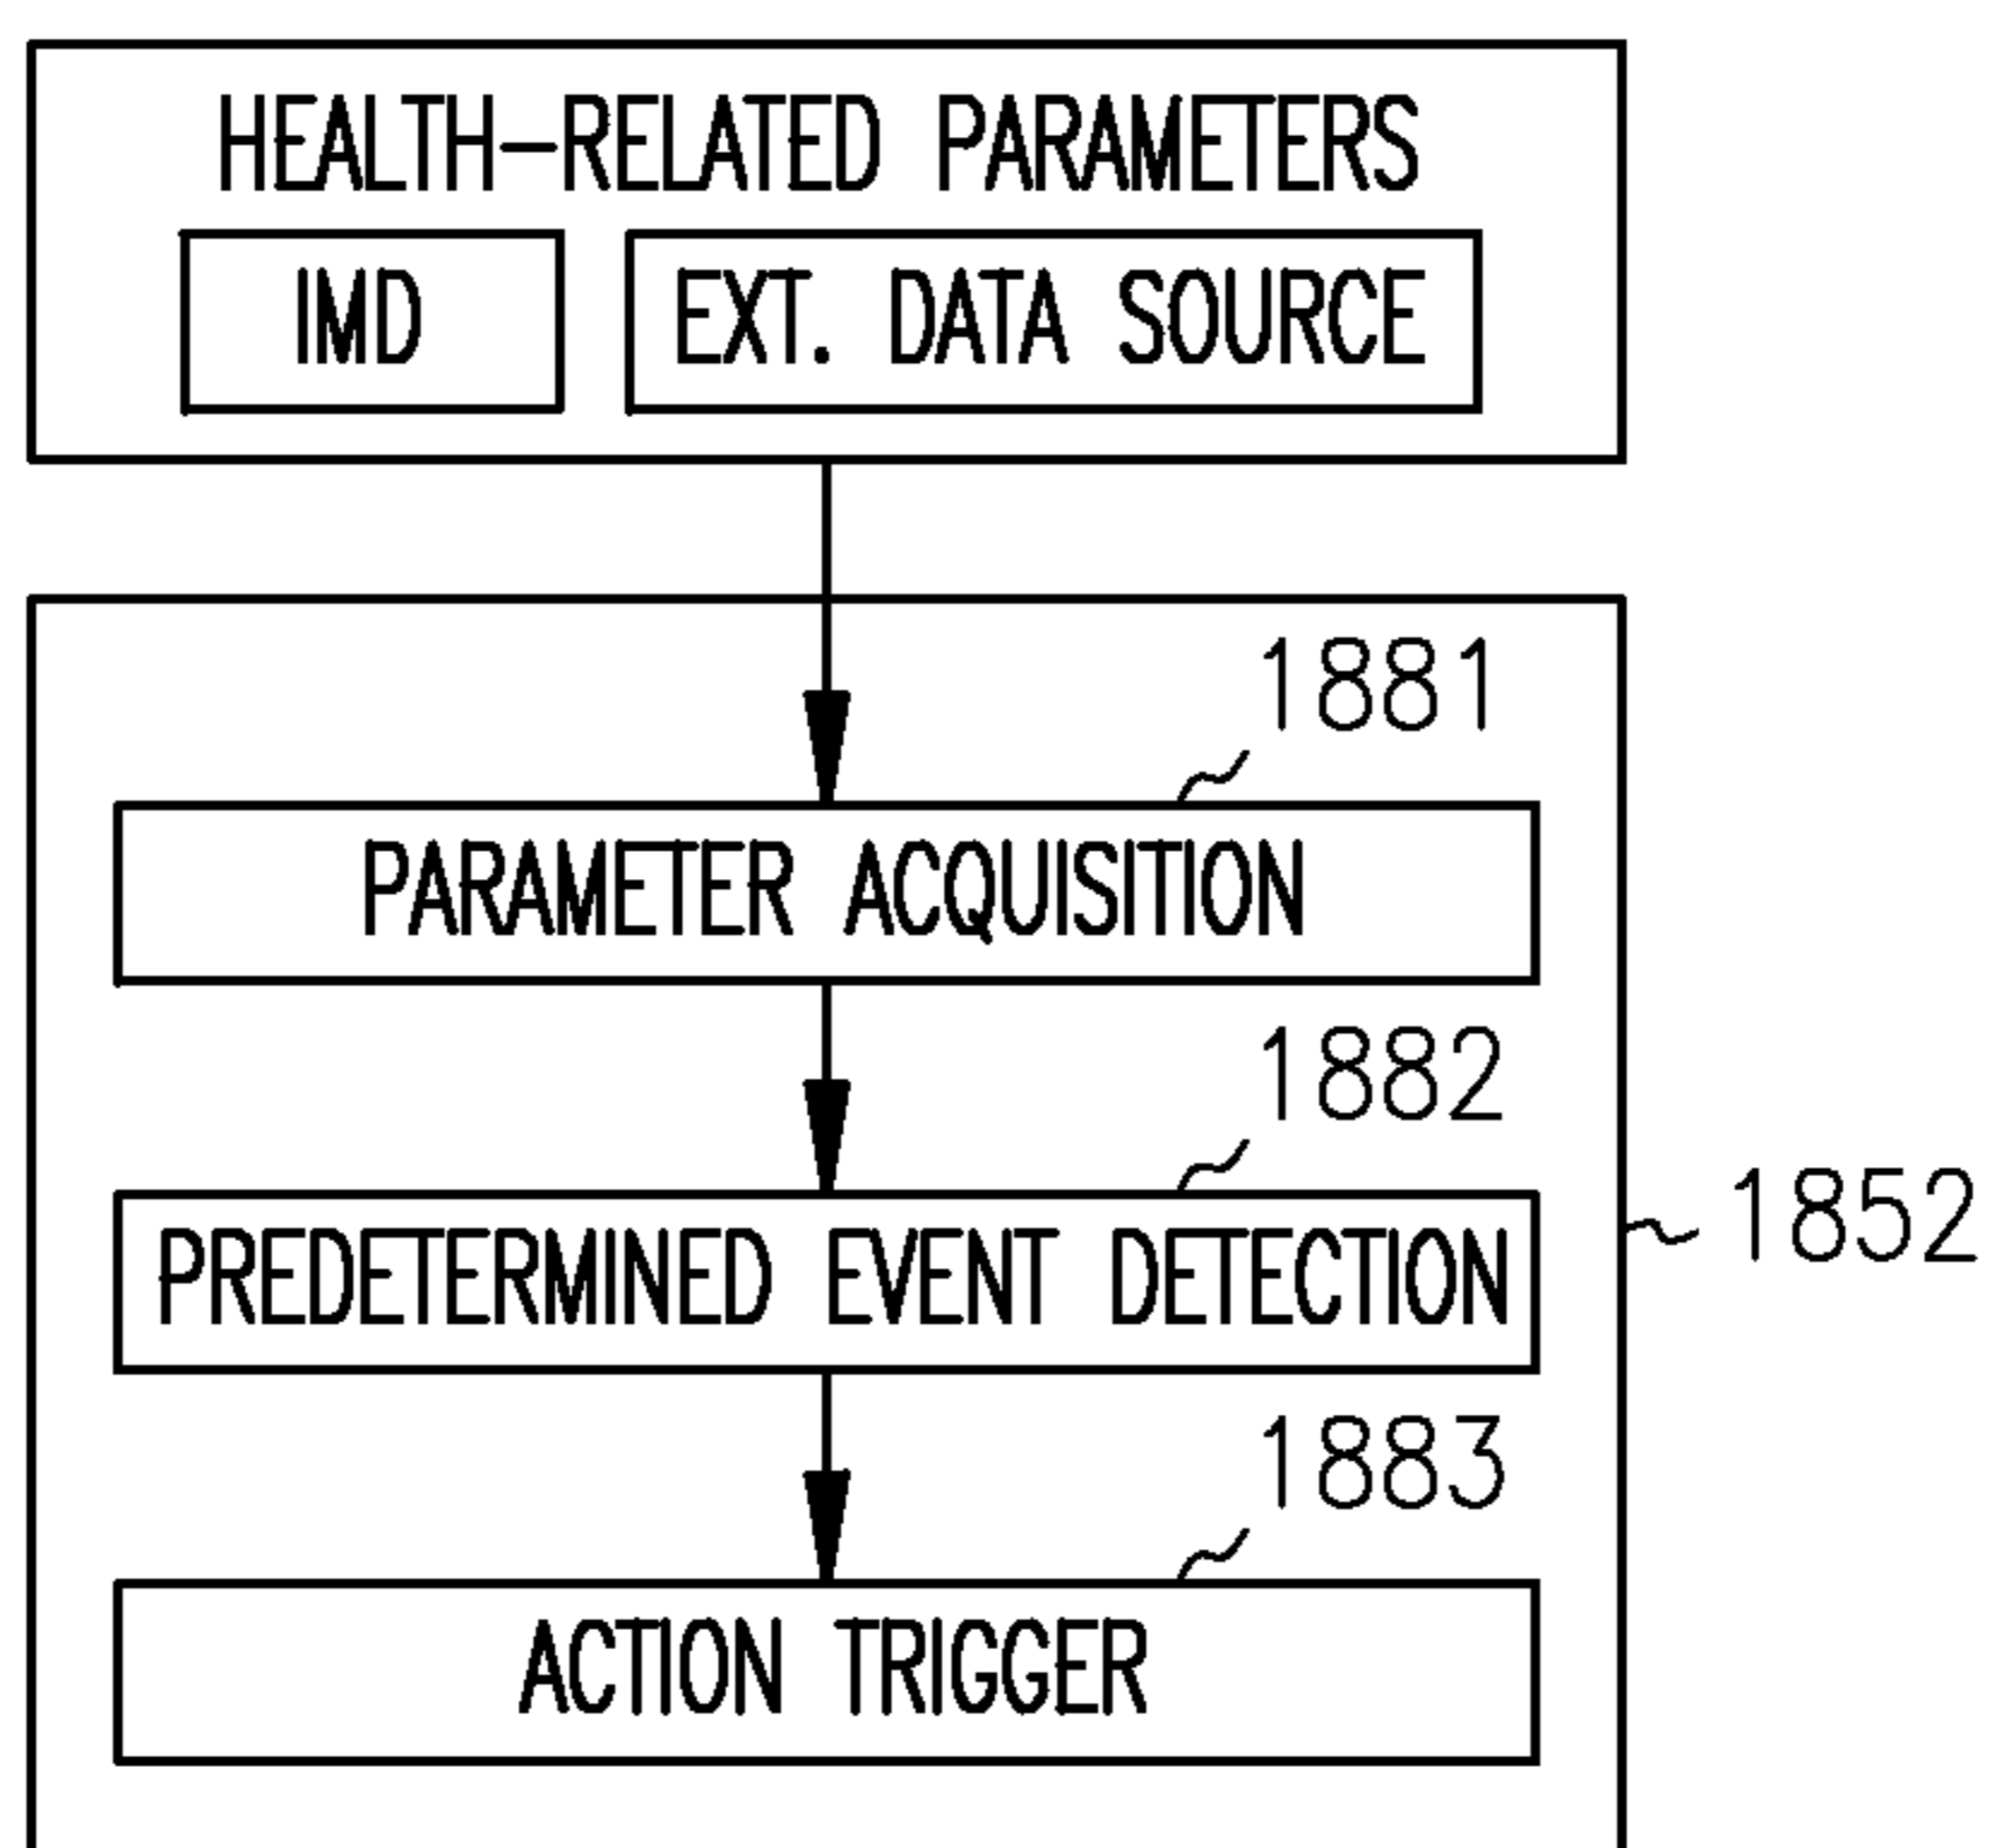 HEALTH-RELATED PARAMETERS
IMD
EXT. DATA SOURCE
1881
PARAMETER ACQUISITION
1882
PREDETERMINED EVENT DETECTION
1852
1883
ACTION TRIGGER